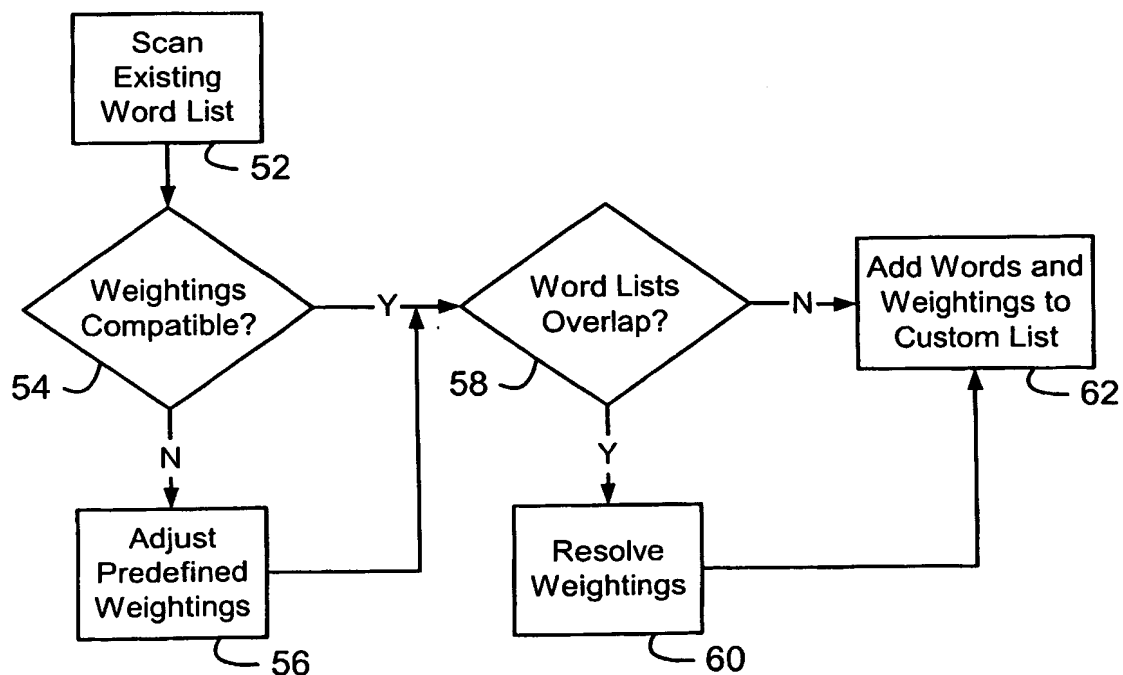 Scan
Existing
Word List
52
Weightings
Compatible?
54
Y
N
Adjust
Predefined
Weightings
56
Word Lists
Overlap?
58
N
Y
Resolve
Weightings
60
Add Words and
Weightings to
Custom List
62